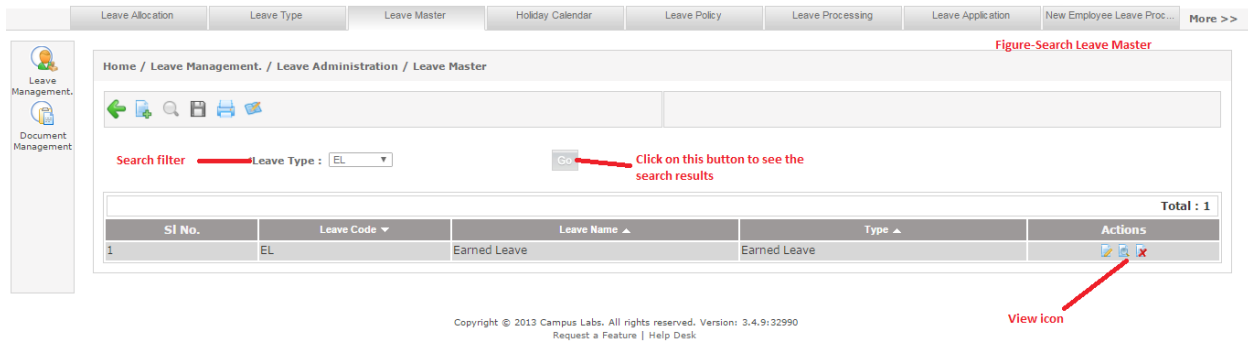 Leave Allocation
Leave Type
Leave Master
Holiday Calendar
Leave Policy
Leave Processing
Leave Application
New Employee Leave Proc...
More >>
Figure-Search Leave Master
Leave
Management.
Document
Management
Home / Leave Management. / Leave Administration / Leave Master
Search filter
*Leave Type : EL
Go
Click on this button to see the
search results
Total : 1
Sl No. Leave Code Leave Name Type Actions
1 EL Earned Leave Earned Leave
View icon
Copyright © 2013 Campus Labs. All rights reserved. Version: 3.4.9:32990
Request a Feature | Help Desk